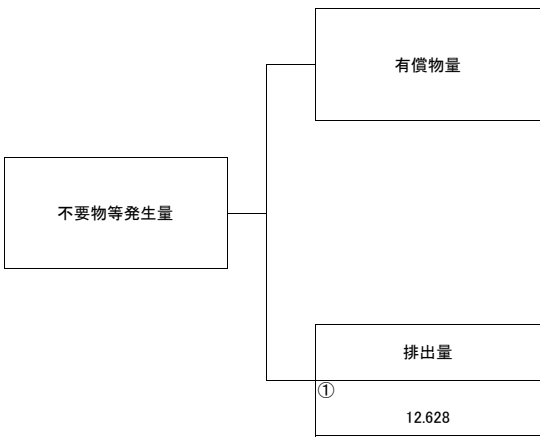 有償物量
不要物等発生量
排出量
①
12.628